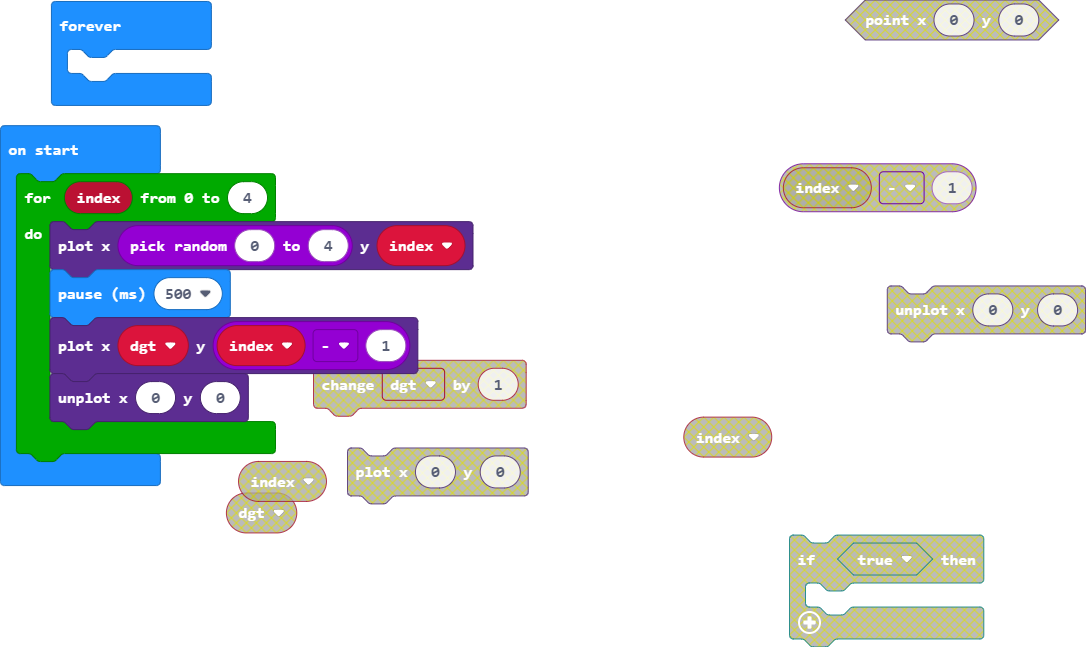 forever
point x 0 y 0
on start
for index from 0 to 4
index - 1
do
plot x pick random 0 to 4 y index
pause (ms) 500
unplot x 0 y 0
plot x dgt y index - 1
change dgt by 1
unplot x 0 y 0
index
plot x 0 y 0
index
dgt
if true then